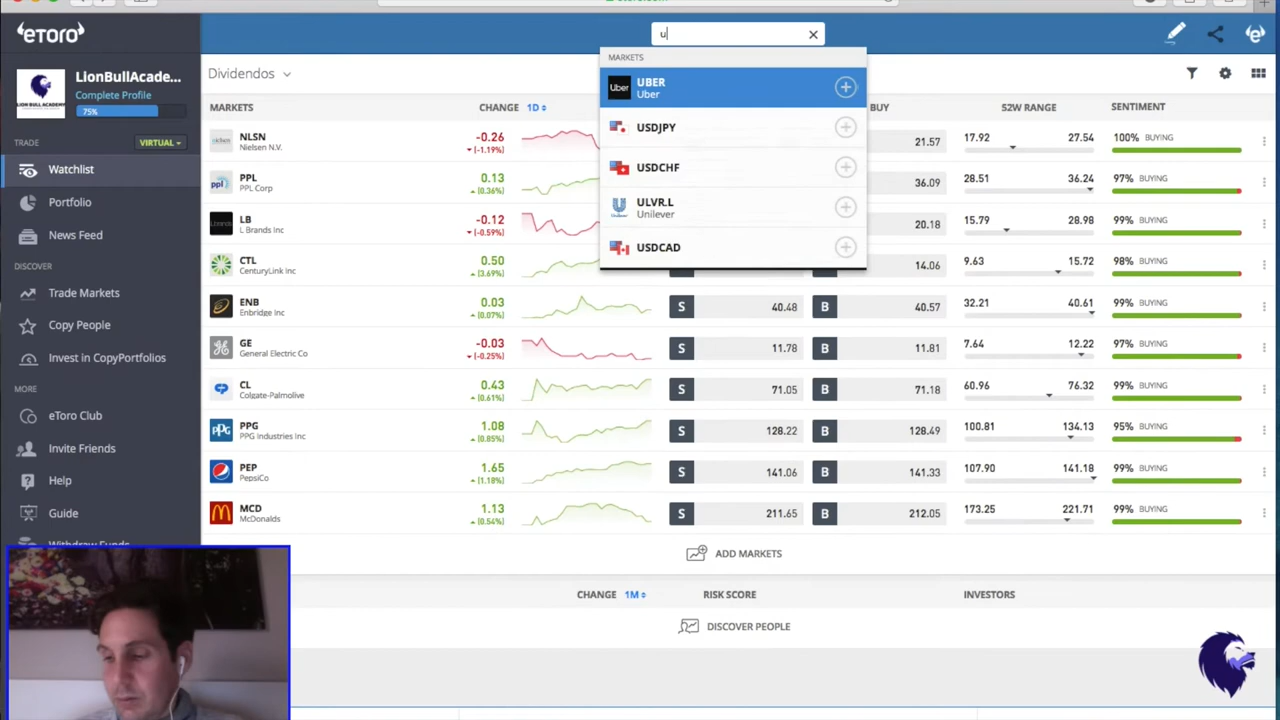 etoro.com
eToro
u
LionBullAcade...
Complete Profile
75%
TRADE
VIRTUAL
Watchlist
Portfolio
News Feed
DISCOVER
Trade Markets
Copy People
Invest in CopyPortfolios
MORE
eToro Club
Invite Friends
Help
Guide
Withdraw Funds
Dividendos
MARKETS
CHANGE 1D
BUY
52W RANGE
SENTIMENT
MARKETS
UBER
Uber
USDJPY
USDCHF
ULVR.L
Unilever
USDCAD
NLSN
Nielsen N.V.
-0.26
(-1.19%)
21.57
17.92 27.54
100% BUYING
PPL
PPL Corp
0.13
(0.36%)
36.09
28.51 36.24
97% BUYING
LB
L Brands Inc
-0.12
(-0.59%)
20.18
15.79 28.98
99% BUYING
CTL
CenturyLink Inc
0.50
(3.69%)
14.06
9.63 15.72
98% BUYING
ENB
Enbridge Inc
0.03
(0.07%)
S 40.48 B 40.57
32.21 40.61
99% BUYING
GE
General Electric Co
-0.03
(-0.25%)
S 11.78 B 11.81
7.64 12.22
97% BUYING
CL
Colgate-Palmolive
0.43
(0.61%)
S 71.05 B 71.18
60.96 76.32
99% BUYING
PPG
PPG Industries Inc
1.08
(0.85%)
S 128.22 B 128.49
100.81 134.13
95% BUYING
PEP
PepsiCo
1.65
(1.18%)
S 141.06 B 141.33
107.90 141.18
99% BUYING
MCD
McDonalds
1.13
(0.54%)
S 211.65 B 212.05
173.25 221.71
99% BUYING
ADD MARKETS
CHANGE 1M
RISK SCORE
INVESTORS
DISCOVER PEOPLE